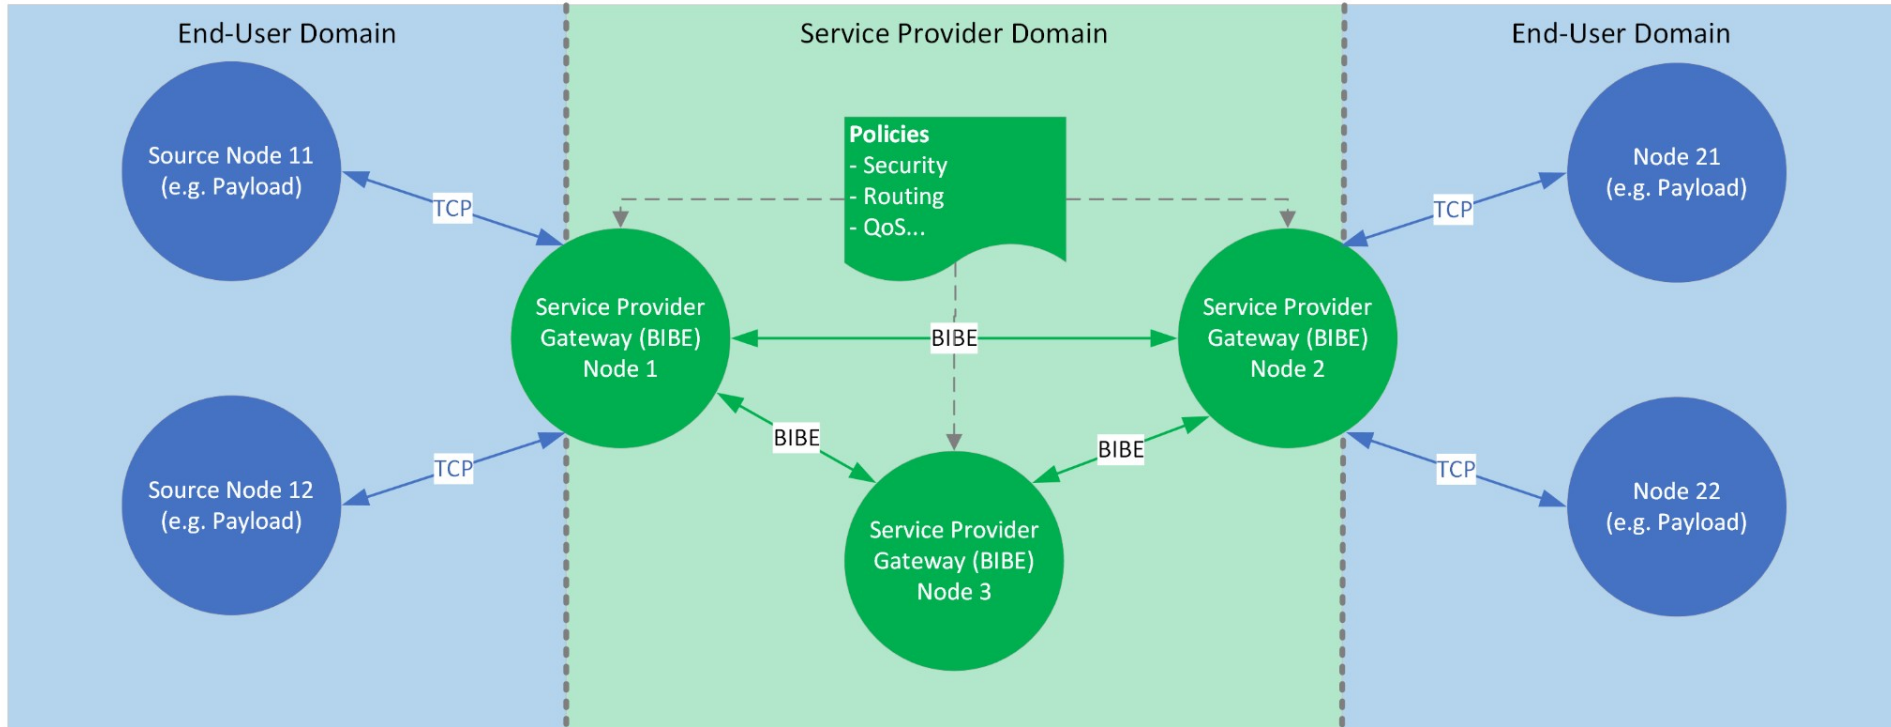 End-User Domain
Service Provider Domain
End-User Domain
Source Node 11
(e.g. Payload)
TCP
Policies
- Security
- Routing
- QoS...
TCP
Node 21
(e.g. Payload)
Service Provider
Gateway (BIBE)
Node 1
BIBE
Service Provider
Gateway (BIBE)
Node 2
BIBE
BIBE
Source Node 12
(e.g. Payload)
TCP
Service Provider
Gateway (BIBE)
Node 3
TCP
Node 22
(e.g. Payload)